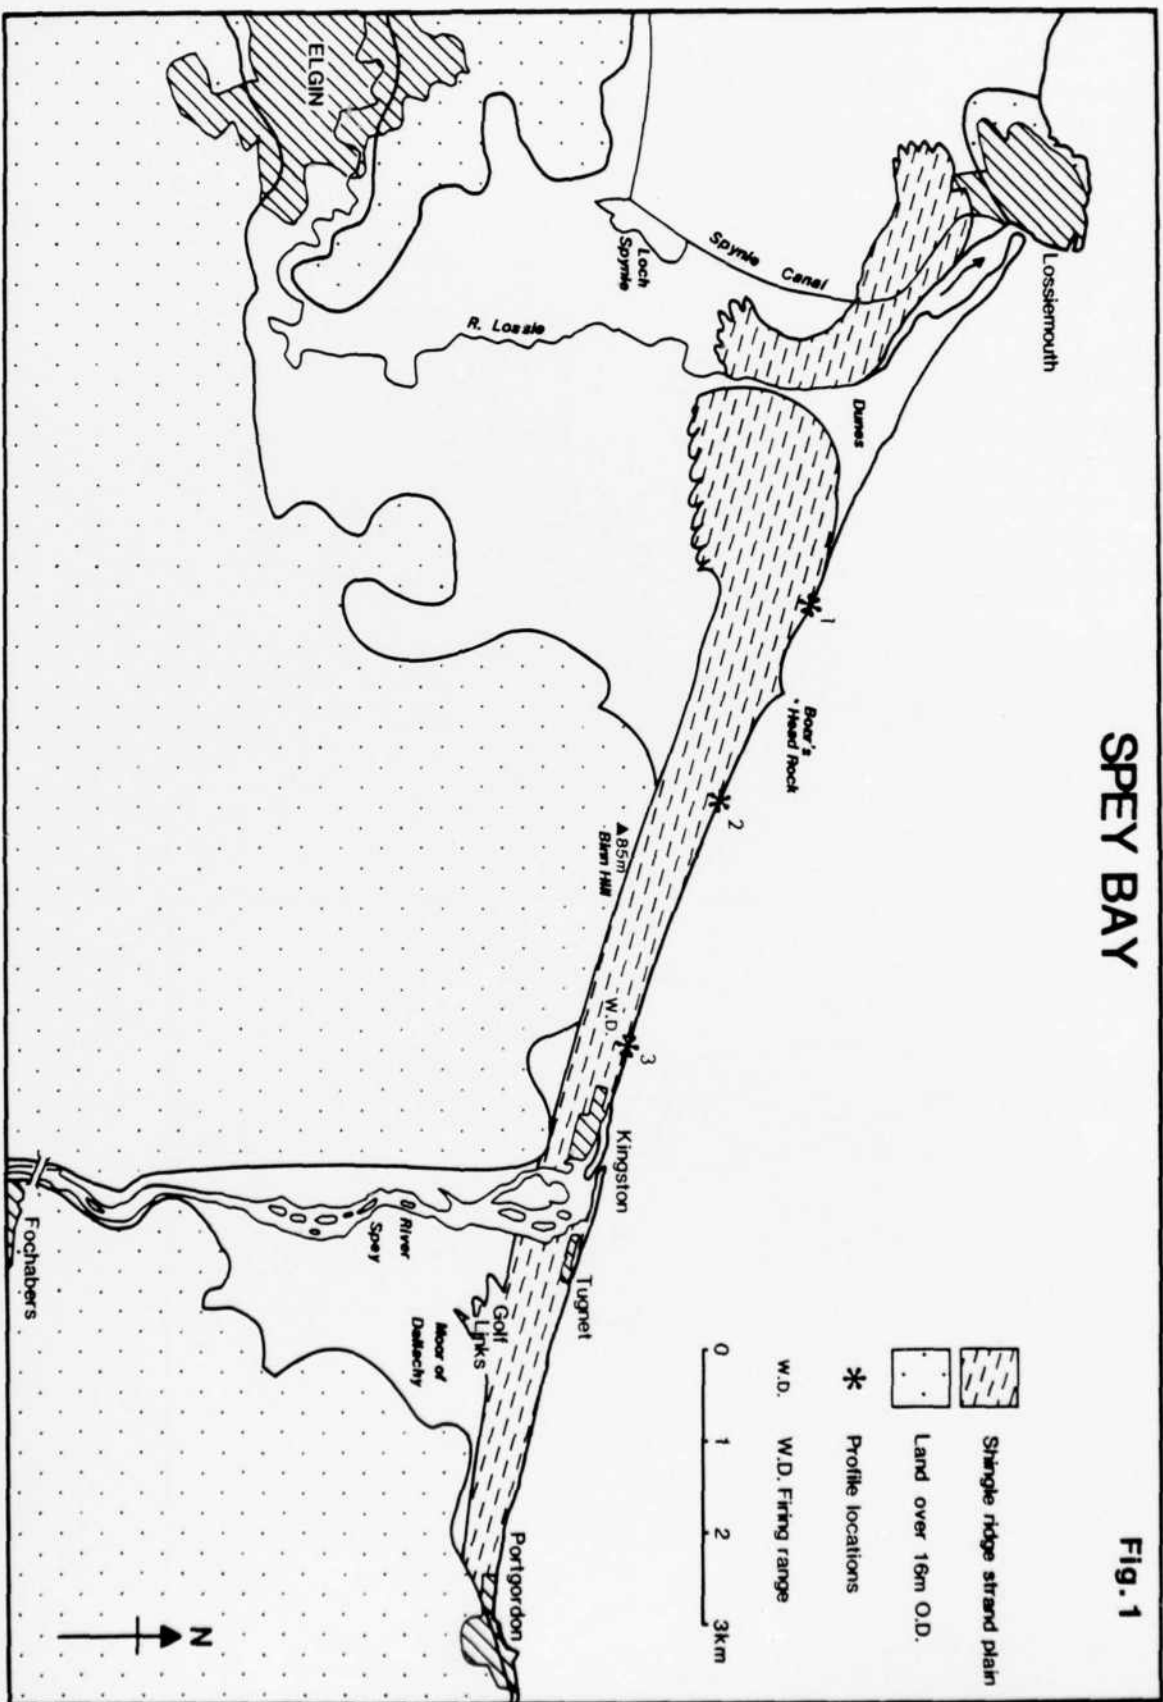 SPEY BAY
Fig.1
Shingle ridge strand plain
Land over 16m O.D.
Profile locations
W.D. W.D. Firing range
0 1 2 3km
Lossiemouth
Spynie Canal
Loch
Spynie
R. Lossie
ELGIN
Dunes
1
Boar's
Head Rock
2
85m
Binn Hill
W.D.
3
Kingston
Tugnet
River
Spey
Golf
Links
Moor of
Dallachy
Portgordon
Fochabers
N